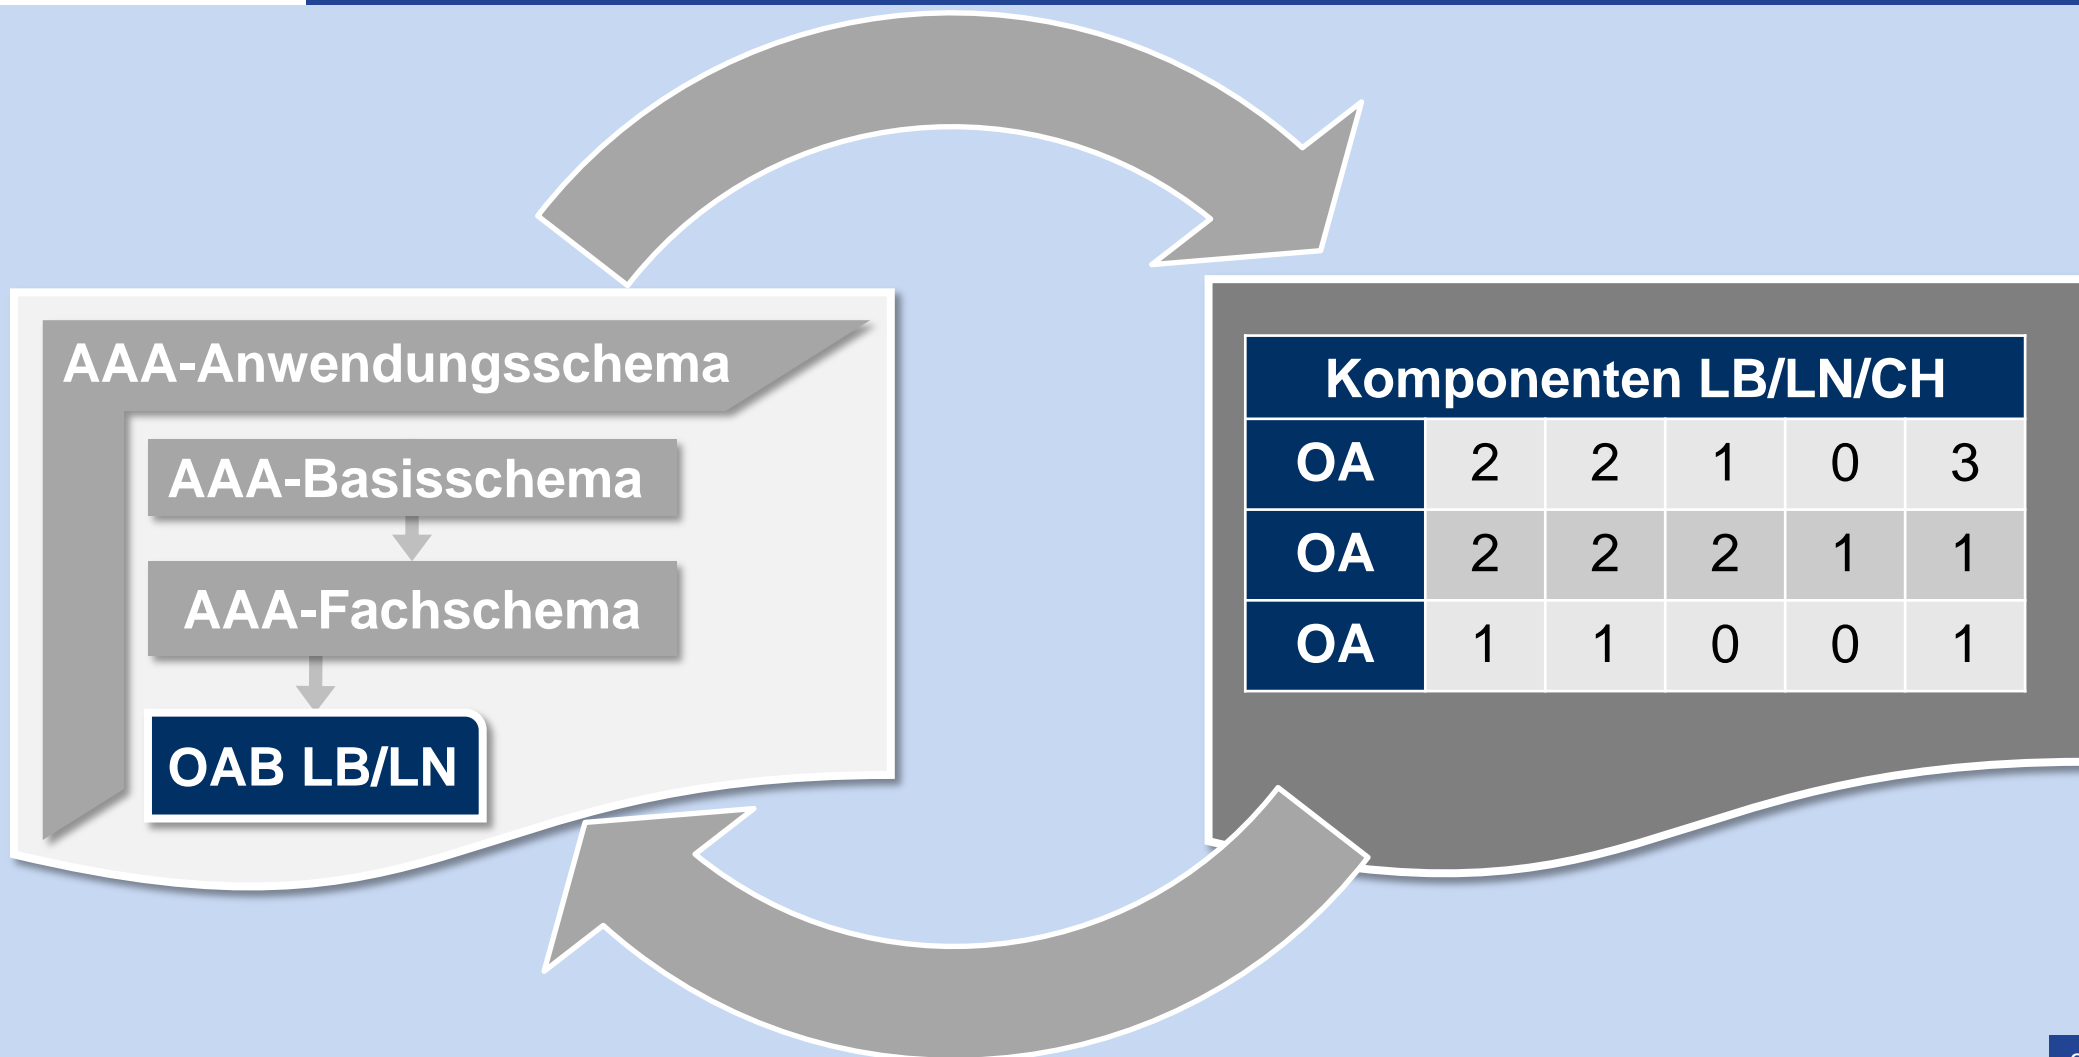 AAA-Anwendungsschema
AAA-Basisschema
AAA-Fachschema
OAB LB/LN
Komponenten LB/LN/CH
OA 2 2 1 0 3
OA 2 2 2 1 1
OA 1 1 0 0 1